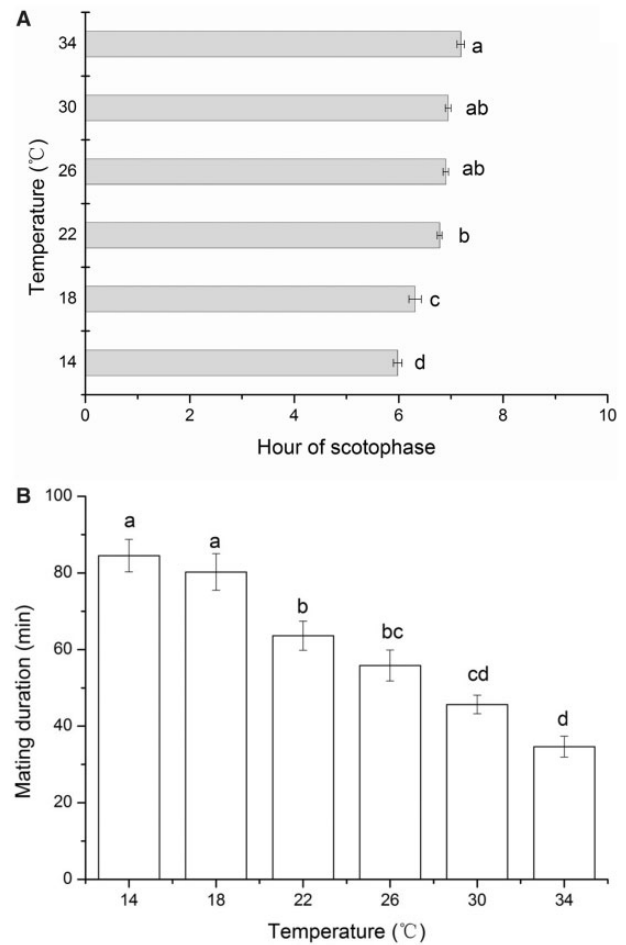 A
34
a
30
ab
26
ab
22
b
18
c
14
d
Temperature (℃)
0 2 4 6 8 10
Hour of scotophase
B
100
80
60
40
20
0
a a b bc cd d
Mating duration (min)
14 18 22 26 30 34
Temperature (℃)